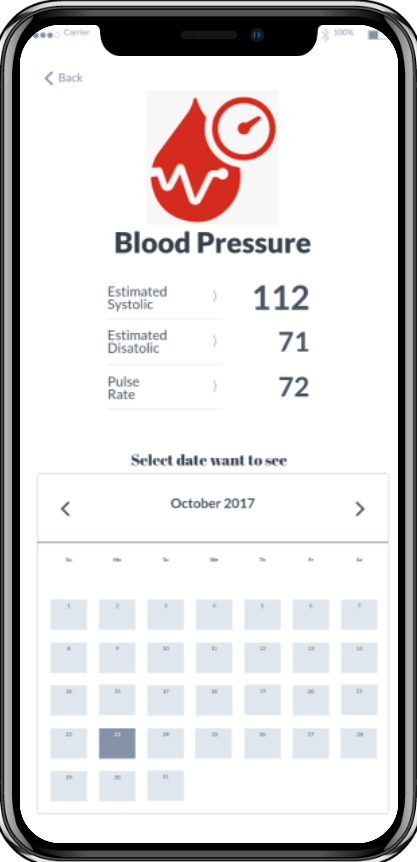 Carrier
100%
Back
Blood Pressure
Estimated
Systolic
112
Estimated
Disatolic
71
Pulse
Rate
72
Select date want to see
October 2017
Su Mo Tu We Th Fr Sa
1 2 3 4 5 6 7
8 9 10 11 12 13 14
15 16 17 18 19 20 21
22 23 24 25 26 27 28
29 30 31